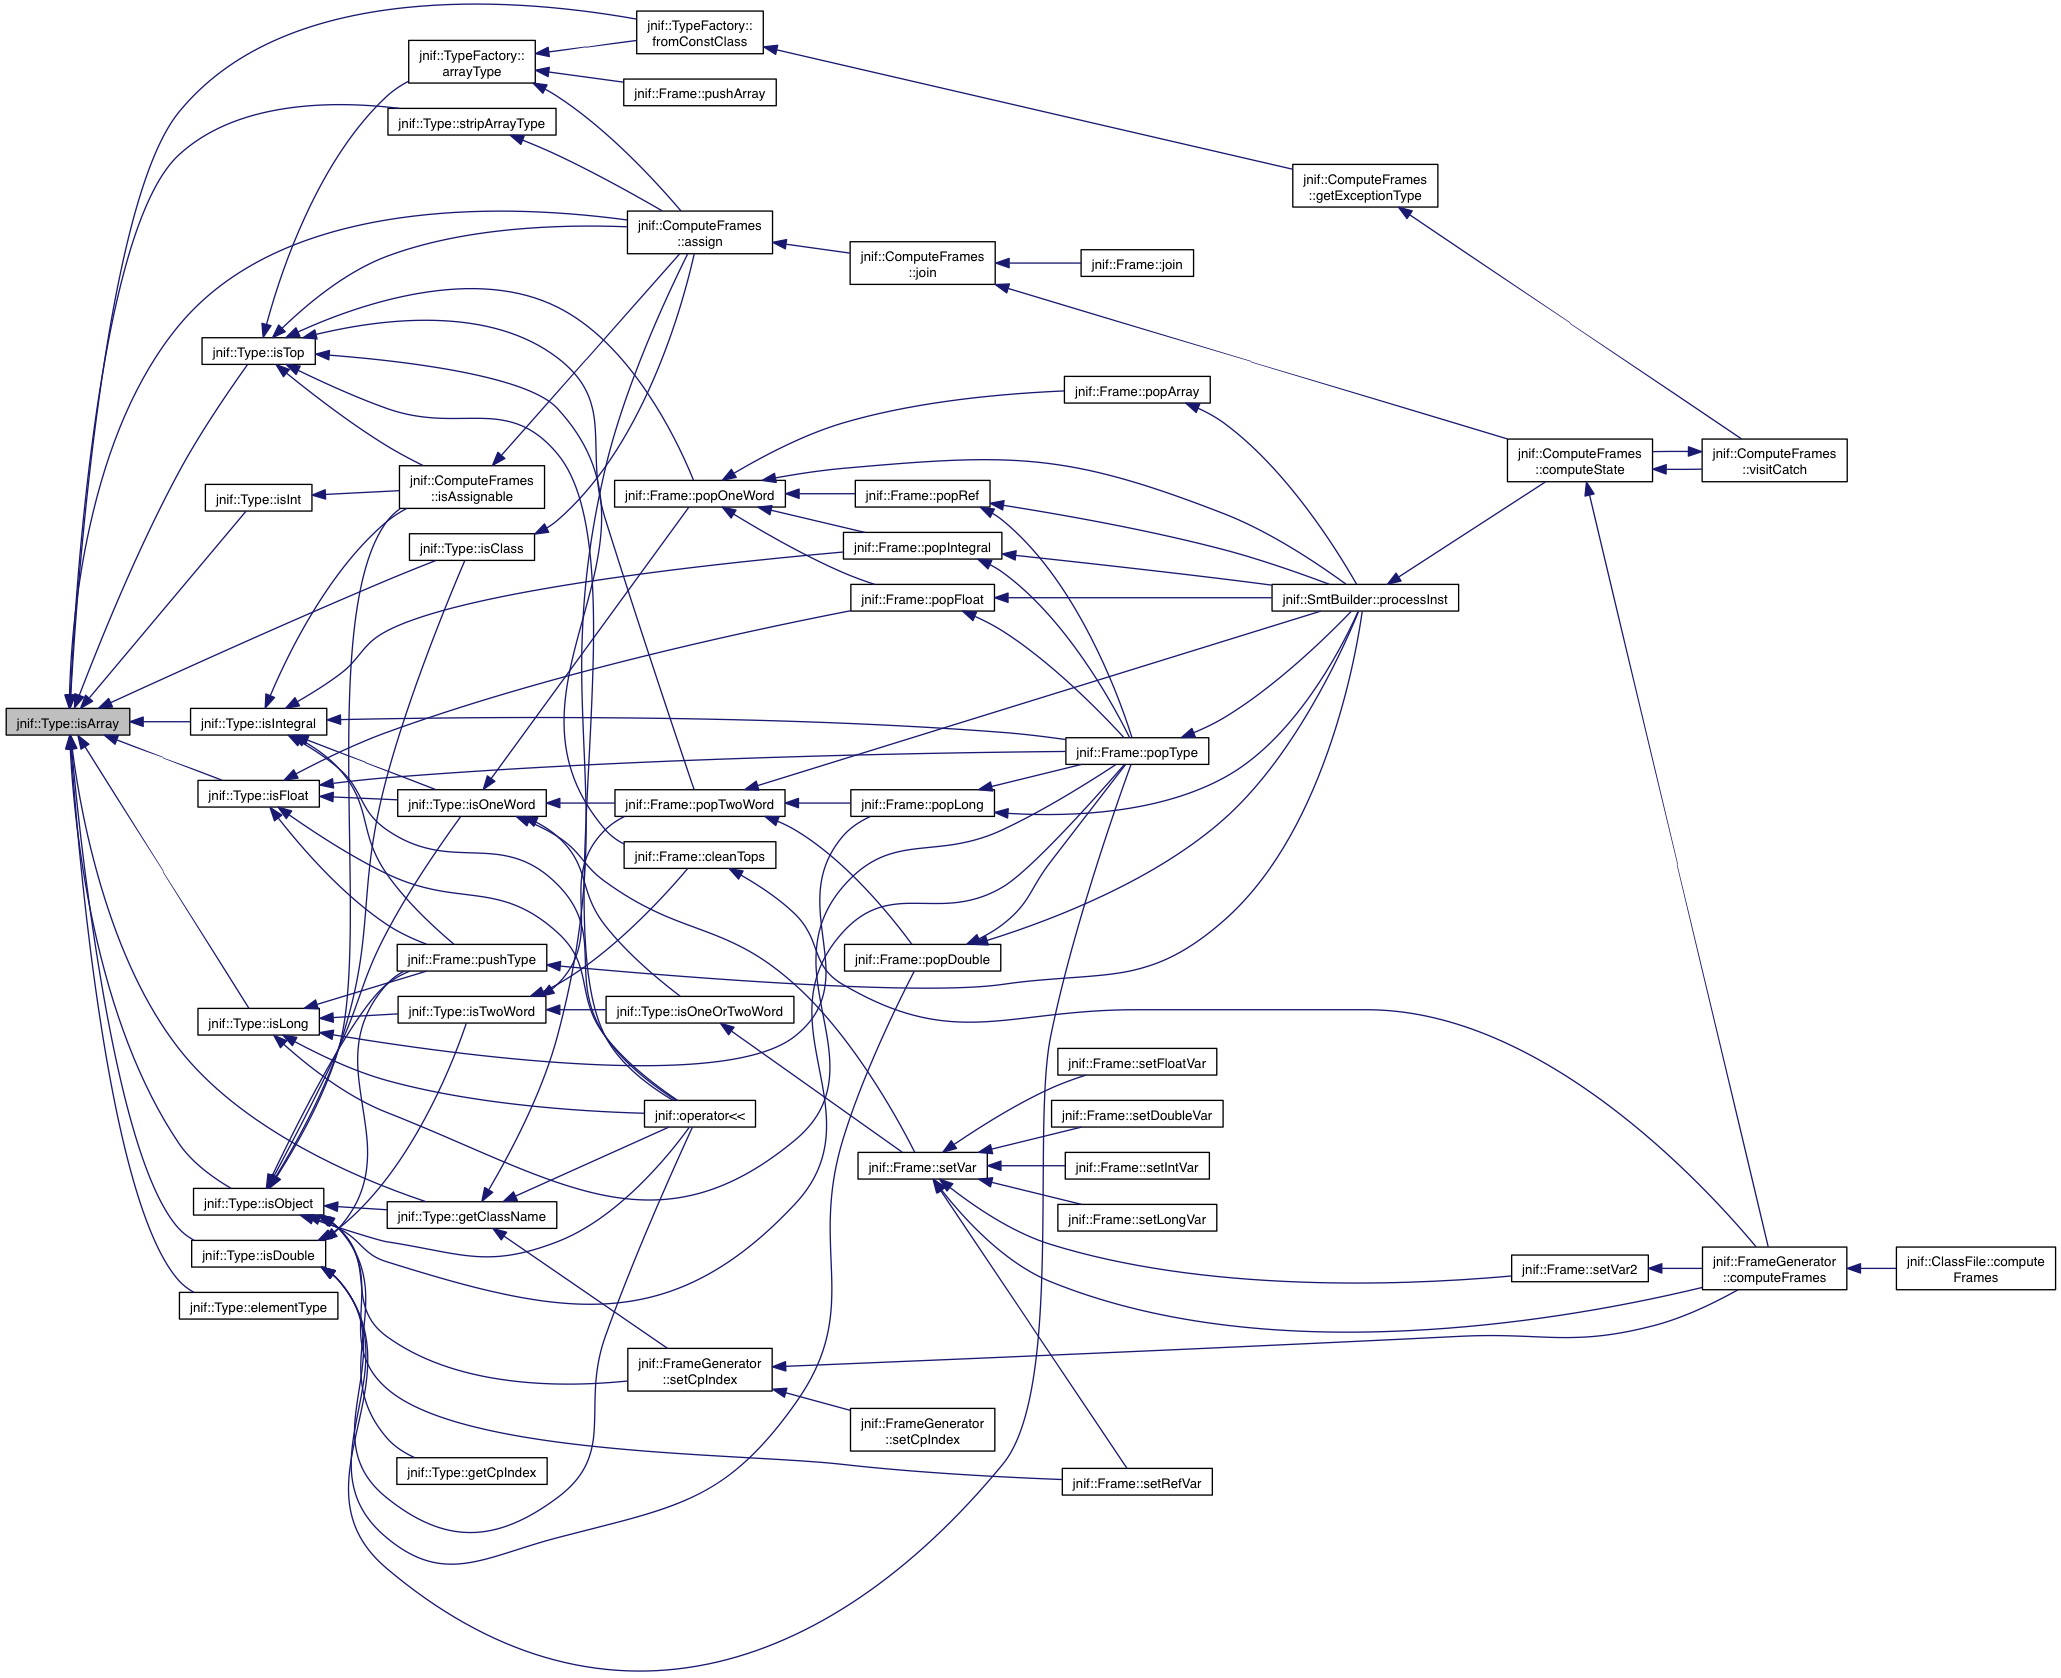 jnif::TypeFactory::
fromConstClass
jnif::TypeFactory::
arrayType
jnif::Frame::pushArray
jnif::Type::stripArrayType
jnif::ComputeFrames
::getExceptionType
jnif::ComputeFrames
::assign
jnif::ComputeFrames
::join
jnif::Frame::join
jnif::Type::isTop
jnif::Frame::popArray
jnif::ComputeFrames
::computeState
jnif::ComputeFrames
::visitCatch
jnif::ComputeFrames
::isAssignable
jnif::Type::isInt
jnif::Frame::popOneWord
jnif::Frame::popRef
jnif::Type::isClass
jnif::Frame::popIntegral
jnif::Frame::popFloat
jnif::SmtBuilder::processInst
jnif::Type::isArray
jnif::Type::isIntegral
jnif::Frame::popType
jnif::Type::isFloat
jnif::Type::isOneWord
jnif::Frame::popTwoWord
jnif::Frame::popLong
jnif::Frame::cleanTops
jnif::Frame::pushType
jnif::Frame::popDouble
jnif::Type::isLong
jnif::Type::isTwoWord
jnif::Type::isOneOrTwoWord
jnif::Frame::setFloatVar
jnif::operator<<
jnif::Frame::setDoubleVar
jnif::Frame::setVar
jnif::Frame::setIntVar
jnif::Type::isObject
jnif::Type::getClassName
jnif::Frame::setLongVar
jnif::Type::isDouble
jnif::Frame::setVar2
jnif::FrameGenerator
::computeFrames
jnif::ClassFile::compute
Frames
jnif::Type::elementType
jnif::FrameGenerator
::setCpIndex
jnif::FrameGenerator
::setCpIndex
jnif::Type::getCpIndex
jnif::Frame::setRefVar